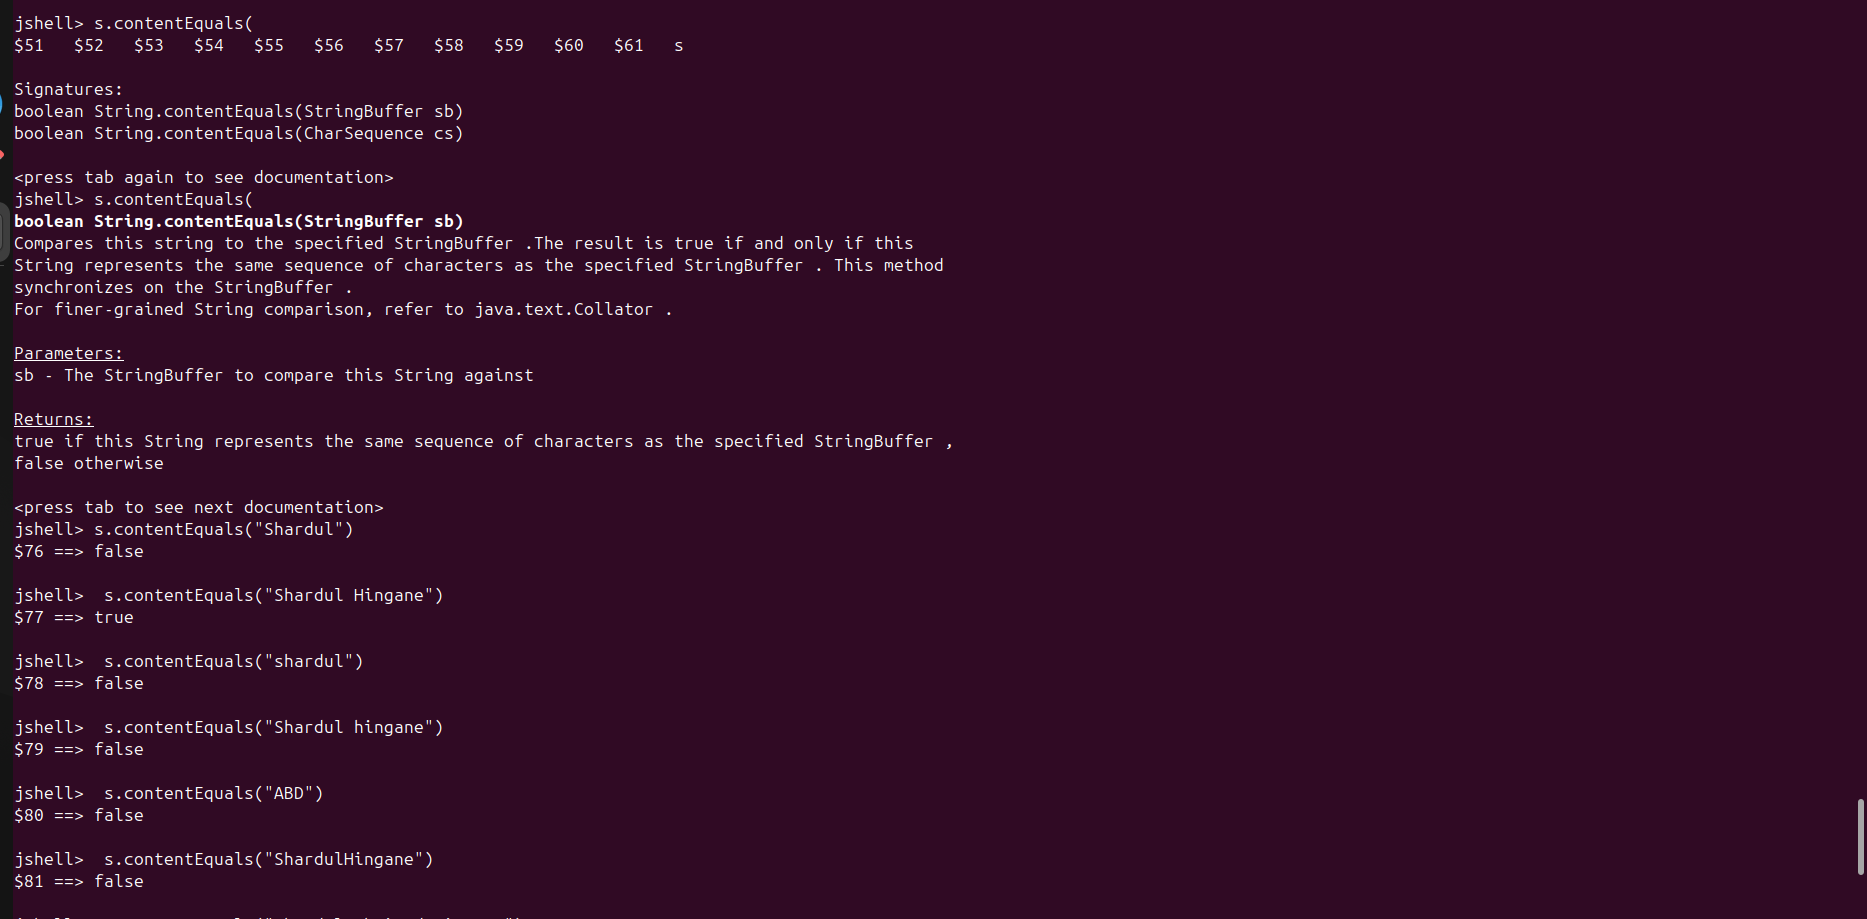 jshell> s.contentEquals(
$51   $52   $53   $54   $55   $56   $57   $58   $59   $60   $61   s
Signatures:
boolean String.contentEquals(StringBuffer sb)
boolean String.contentEquals(CharSequence cs)
<press tab again to see documentation>
jshell> s.contentEquals(
boolean String.contentEquals(StringBuffer sb)
Compares this string to the specified StringBuffer .The result is true if and only if this
String represents the same sequence of characters as the specified StringBuffer . This method
synchronizes on the StringBuffer .
For finer-grained String comparison, refer to java.text.Collator .
Parameters:
sb - The StringBuffer to compare this String against
Returns:
true if this String represents the same sequence of characters as the specified StringBuffer ,
false otherwise
<press tab to see next documentation>
jshell> s.contentEquals("Shardul")
$76 ==> false
jshell>  s.contentEquals("Shardul Hingane")
$77 ==> true
jshell>  s.contentEquals("shardul")
$78 ==> false
jshell>  s.contentEquals("Shardul hingane")
$79 ==> false
jshell>  s.contentEquals("ABD")
$80 ==> false
jshell>  s.contentEquals("ShardulHingane")
$81 ==> false